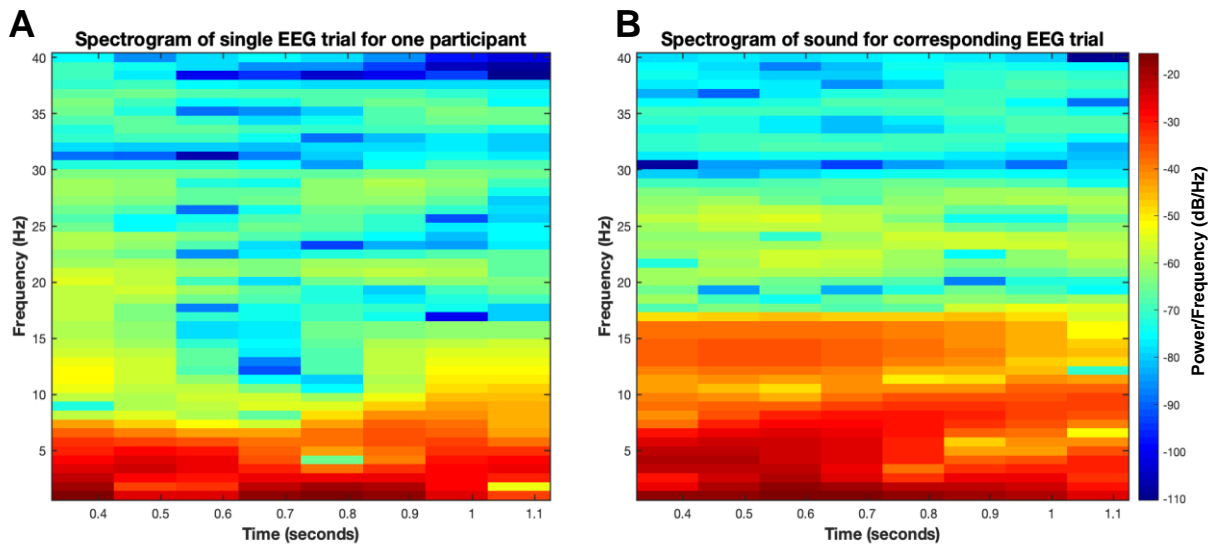 A
Spectrogram of single EEG trial for one participant
40
35
30
25
20
15
10
5
Frequency (Hz)
0.4 0.5 0.6 0.7 0.8 0.9 1 1.1
Time (seconds)
B
Spectrogram of sound for corresponding EEG trial
40
35
30
25
20
15
10
5
Frequency (Hz)
0.4 0.5 0.6 0.7 0.8 0.9 1 1.1
Time (seconds)
-20
-30
-40
-50
-60
-70
-80
-90
-100
-110
Power/Frequency (dB/Hz)